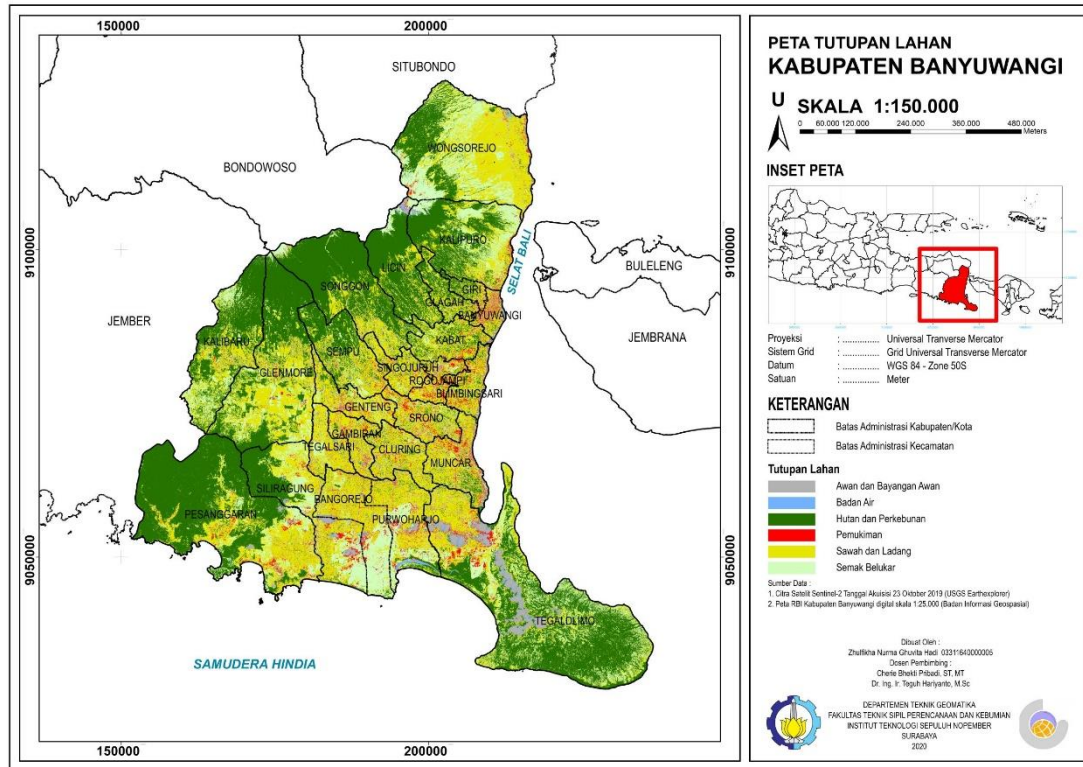 150000
200000
SITUBONDO
WONGSOREJO
BONDOWOSO
9100000
9100000
KALIPURO
SELAT BALI
LICIN
BULELENG
SONGGON
GIRI
GLAGAH
BANYUWANGI
JEMBER
JEMBRANA
KALIBARU
SEMPU
KABAT
GLENMORE
SINGOJURUH
ROGOJAMPI
BLIMBINGSARI
GENTENG
SRONO
GAMBIRAN
TEGALSARI
CLURING
MUNCAR
SILIRAGUNG
BANGOREJO
PESANGGARAN
PURWOHARJO
9050000
9050000
TEGALDLIMO
SAMUDERA HINDIA
150000
200000
PETA TUTUPAN LAHAN
KABUPATEN BANYUWANGI
U
SKALA 1:150.000
0 60.000 120.000 240.000 360.000 480.000
Meters
INSET PETA
Proyeksi : ............... Universal Tranverse Mercator
Sistem Grid : ............... Grid Universal Transverse Mercator
Datum : ............... WGS 84 - Zone 50S
Satuan : ............... Meter
KETERANGAN
Batas Administrasi Kabupaten/Kota
Batas Administrasi Kecamatan
Tutupan Lahan
Awan dan Bayangan Awan
Badan Air
Hutan dan Perkebunan
Pemukiman
Sawah dan Ladang
Semak Belukar
Sumber Data :
1. Citra Satelit Sentinel-2 Tanggal Akuisisi 23 Oktober 2019 (USGS Earthexplorer)
2. Peta RBI Kabupaten Banyuwangi digital skala 1:25.000 (Badan Informasi Geospasial)
Dibuat Oleh :
Zhulfikha Nurna Ghuvita Hadi 03311640000006
Dosen Pembimbing :
Cherie Bhekti Pribadi, ST, MT
Dr. Ing. Ir. Teguh Hariyanto, M.Sc
DEPARTEMEN TEKNIK GEOMATIKA
FAKULTAS TEKNIK SIPIL PERENCANAAN DAN KEBUMIAN
INSTITUT TEKNOLOGI SEPULUH NOPEMBER
SURABAYA
2020